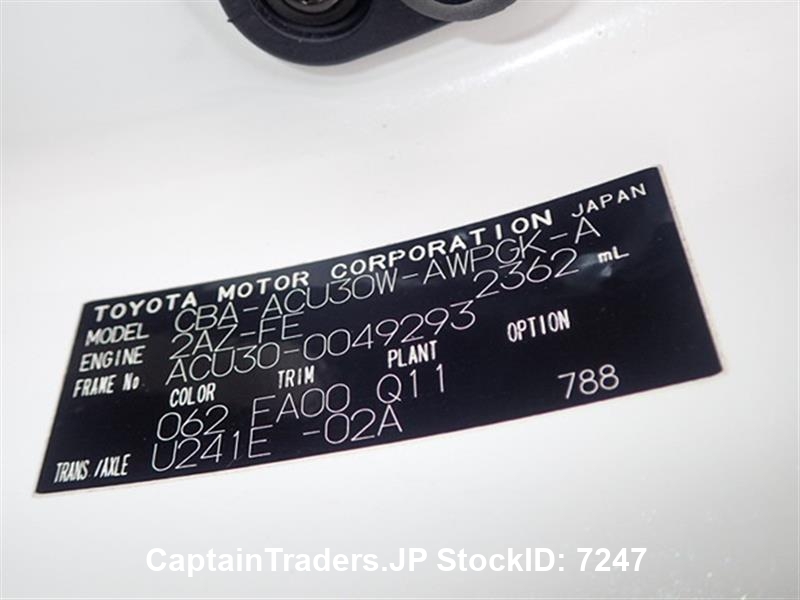 TOYOTA MOTOR CORPORATION JAPAN
MODEL CBA-ACU30W-AWPGK-A
ENGINE 2AZ-FE 2362 mL
FRAME No. ACU30-0049293
COLOR TRIM PLANT OPTION
062 FA00 Q11 788
TRANS./AXLE U241E -02A
CaptainTraders.JP StockID: 7247